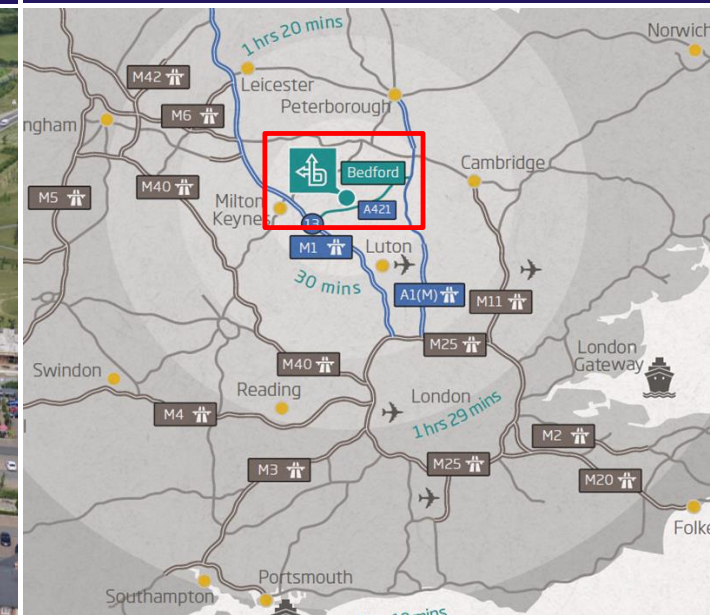 Norwich
1 hrs 20 mins
M42
Leicester
Peterborough
M6
ngham
Cambridge
Bedford
M5
M40
Milton
Keynes
A421
13
M1
Luton
30 mins
A1(M)
M11
M25
London
Gateway
Swindon
M40
Reading
London
1 hrs 29 mins
M4
M2
M3
M25
M20
Folke
Portsmouth
Southampton
mins